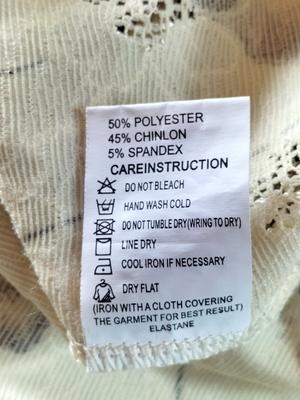 50% POLYESTER
45% CHINLON
5% SPANDEX
CAREINSTRUCTION
DO NOT BLEACH
HAND WASH COLD
DO NOT TUMBLE DRY(WRING TO DRY)
LINE DRY
COOL IRON IF NECESSARY
DRY FLAT
(IRON WITH A CLOTH COVERING
THE GARMENT FOR BEST RESULT)
ELASTANE